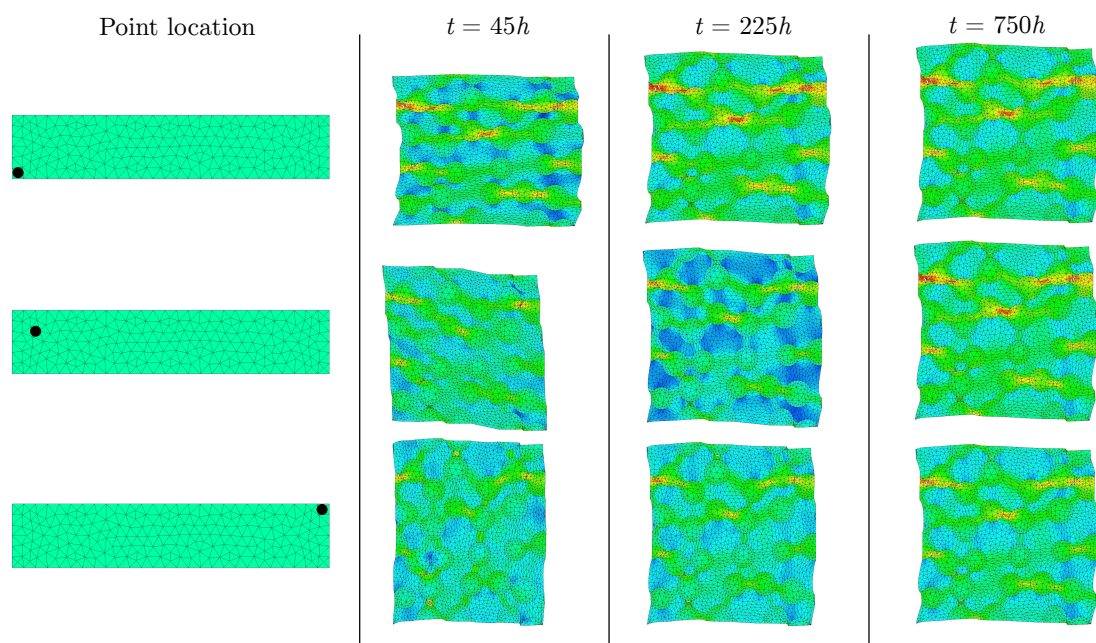 Point location t = 45h t = 225h t = 750h